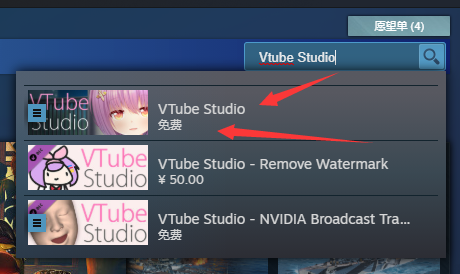 愿望单 (4)
Vtube Studio
VTube
Studio
VTube Studio
免费
VTube
Studio
VTube Studio - Remove Watermark
¥ 50.00
VTube
Studio
VTube Studio - NVIDIA Broadcast Tra...
免费